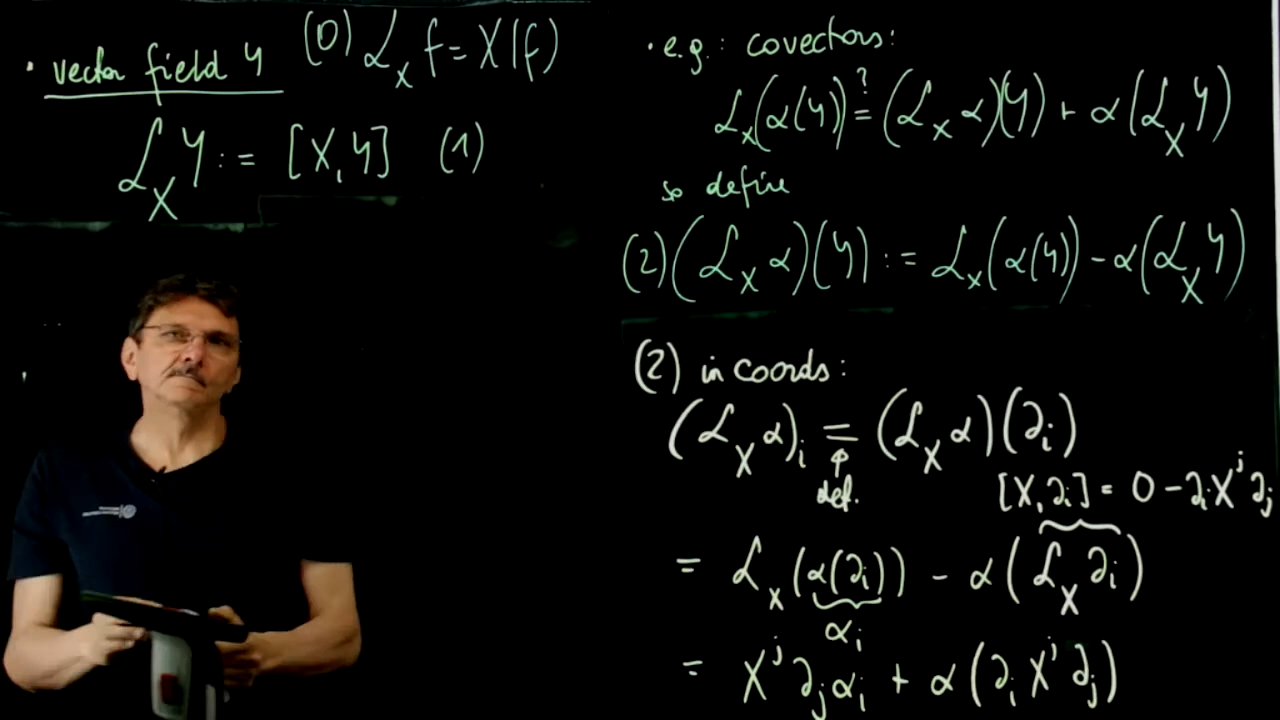 • vector field Y (0) ℒ_X f = X(f)
ℒ_X Y := [X, Y] (1)
• e.g.: covectors:
ℒ_X(α(Y)) ≟ (ℒ_X α)(Y) + α(ℒ_X Y)
so define
(2) (ℒ_X α)(Y) := ℒ_X(α(Y)) - α(ℒ_X Y)
(2) in coords:
(ℒ_X α)_i = (ℒ_X α)(∂_i)
↑
def.
[X, ∂_i] = 0 - ∂_i X^j ∂_j
= ℒ_X(α(∂_i)) - α(ℒ_X ∂_i)
α_i
= X^j ∂_j α_i + α(∂_i X^j ∂_j)